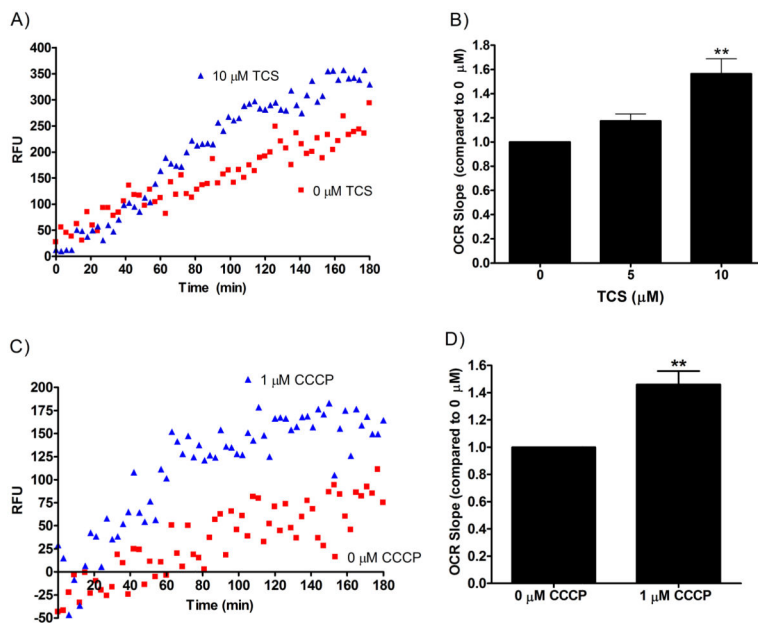 A)
RFU
400
350
300
250
200
150
100
50
0
10 μM TCS
0 μM TCS
0 20 40 60 80 100 120 140 160 180
Time (min)
B)
OCR Slope (compared to 0 μM)
1.8
1.6
1.4
1.2
1.0
0.8
0.6
0.4
0.2
0.0
**
0 5 10
TCS (μM)
C)
RFU
200
175
150
125
100
75
50
25
0
-25
-50
1 μM CCCP
0 μM CCCP
20 40 60 80 100 120 140 160 180
Time (min)
D)
OCR Slope (compared to 0 μM)
1.6
1.4
1.2
1.0
0.8
0.6
0.4
0.2
0.0
**
0 μM CCCP 1 μM CCCP